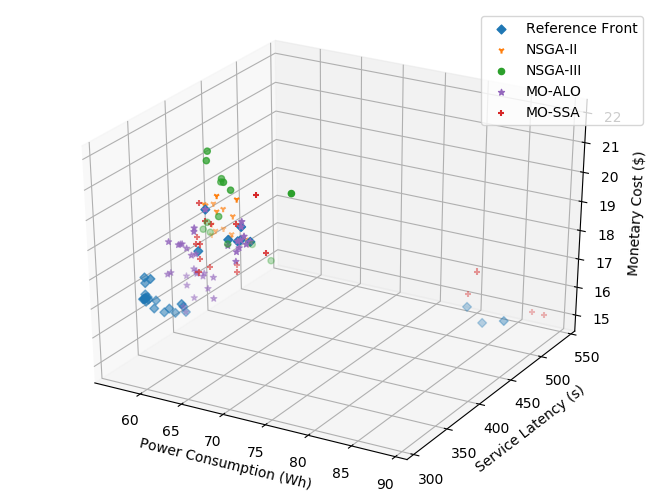 Reference Front
NSGA-II
NSGA-III
MO-ALO
MO-SSA
22
21
20
19
18
17
16
15
Monetary Cost ($)
550
500
450
400
350
300
Service Latency (s)
60
65
70
75
80
85
90
Power Consumption (Wh)